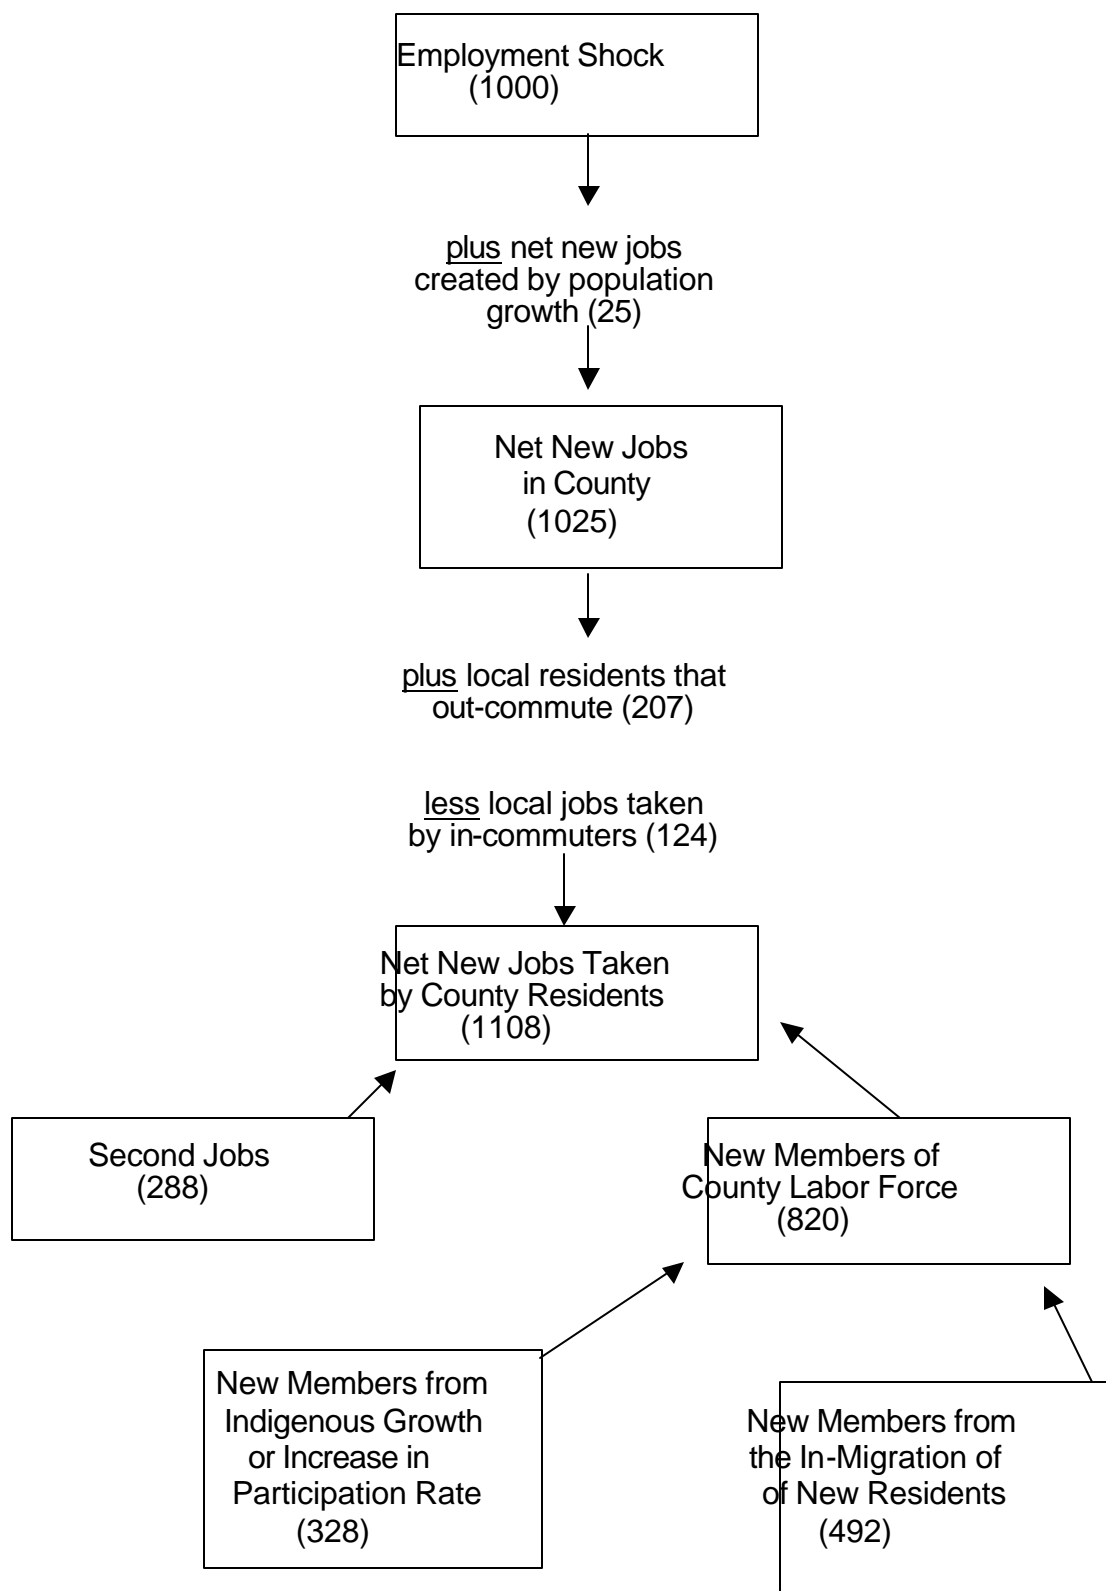 Employment Shock
(1000)
plus net new jobs
created by population
growth (25)
Net New Jobs
in County
(1025)
plus local residents that
out-commute (207)
less local jobs taken
by in-commuters (124)
Net New Jobs Taken
by County Residents
(1108)
Second Jobs
(288)
New Members of
County Labor Force
(820)
New Members from
Indigenous Growth
or Increase in
Participation Rate
(328)
New Members from
the In-Migration of
of New Residents
(492)